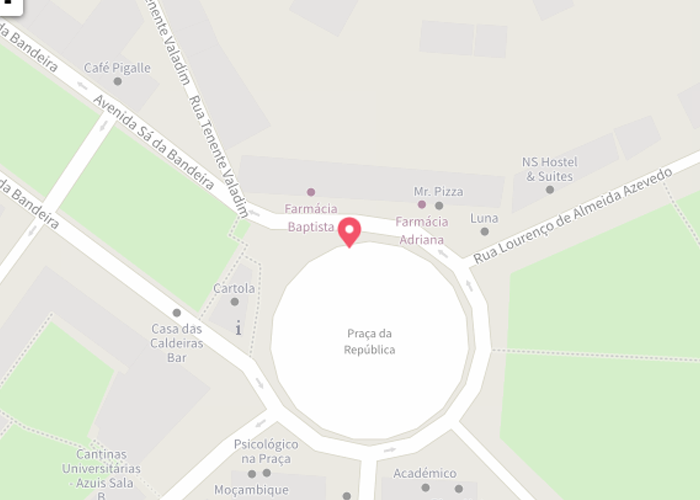 da Bandeira
enente Valadim
Café Pigalle
Avenida Sá da Bandeira
Rua Tenente Valadim
da Bandeira
NS Hostel
& Suites
Mr. Pizza
Farmácia
Baptista
Farmácia
Adriana
Luna
Rua Lourenço de Almeida Azevedo
Cartola
i
Casa das
Caldeiras
Bar
Praça da
República
Psicológico
na Praça
Cantinas
Universitárias
- Azuis Sala
B
Moçambique
Académico